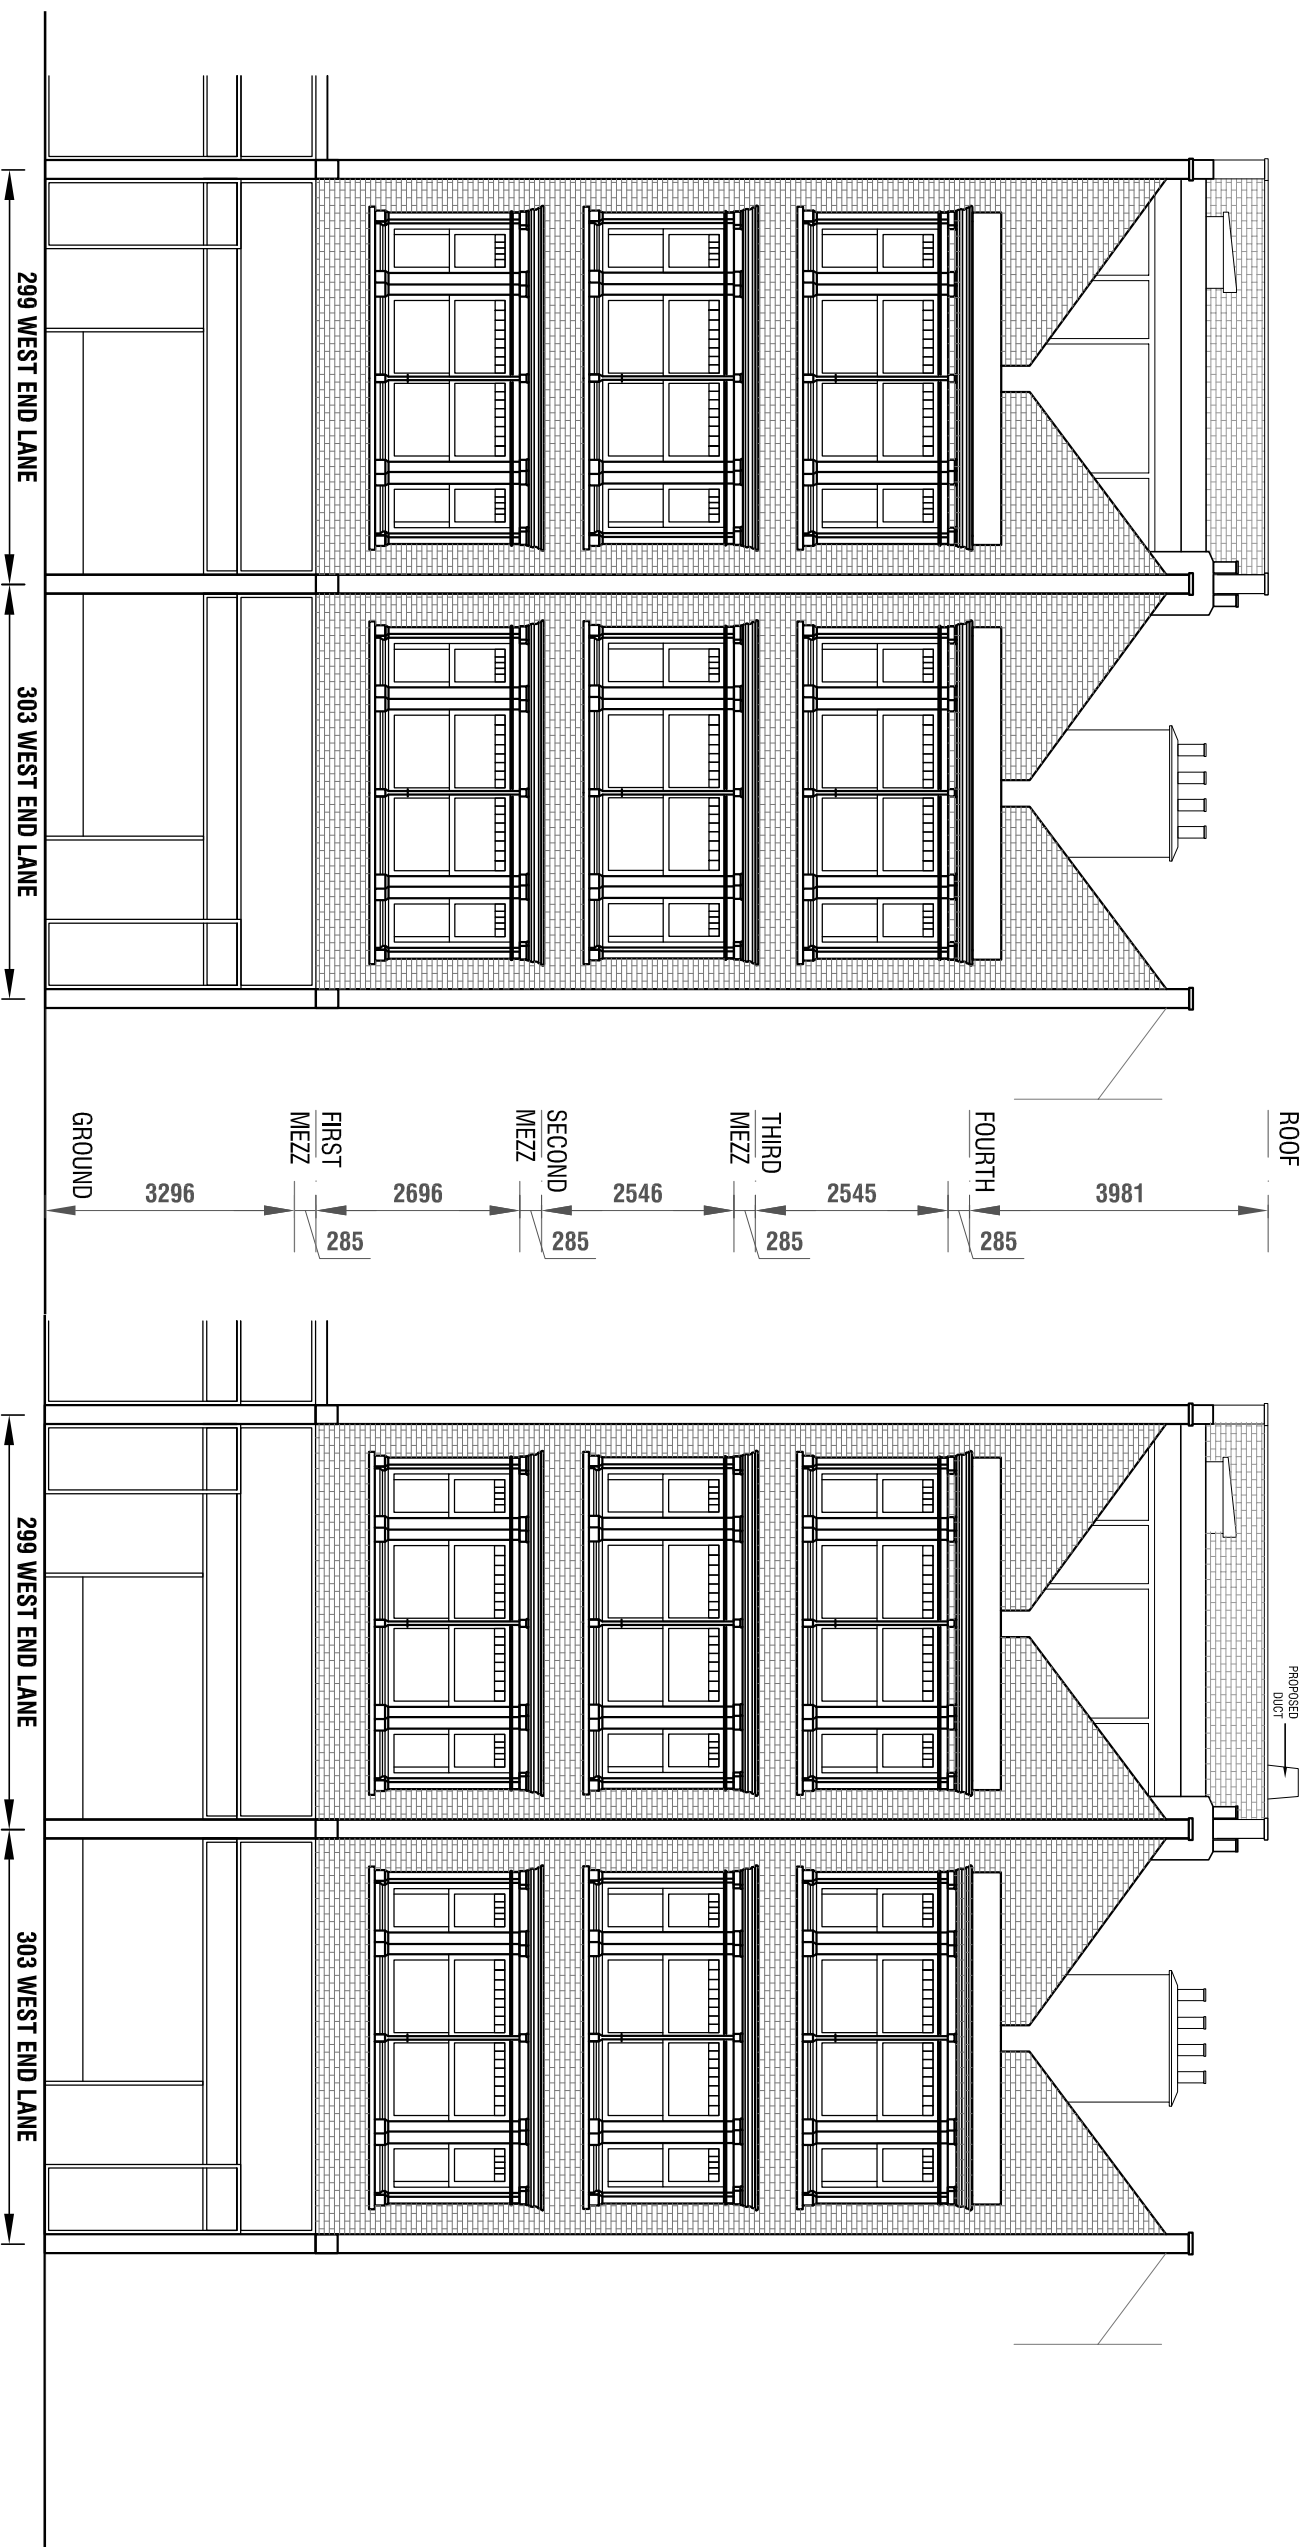 ROOF
FOURTH
THIRD
MEZZ
SECOND
MEZZ
FIRST
MEZZ
GROUND
3981
285
2545
285
2546
285
2696
285
3296
299 WEST END LANE
303 WEST END LANE
PROPOSED
DUCT
299 WEST END LANE
303 WEST END LANE